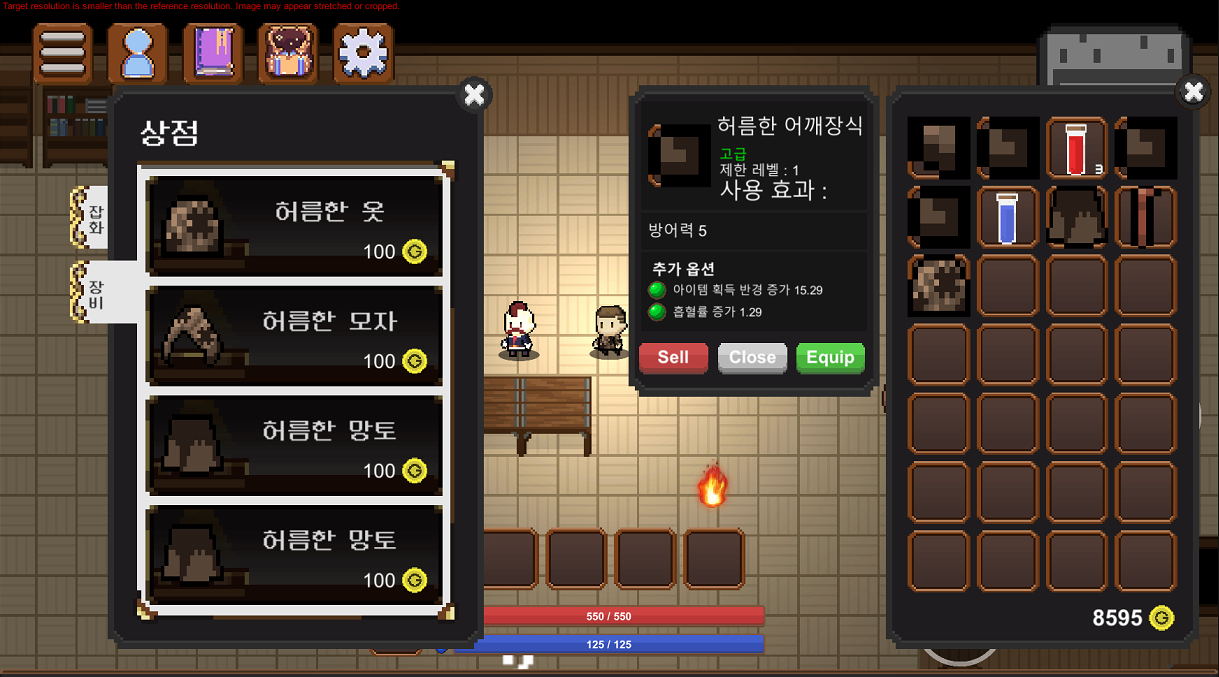 Target resolution is smaller than the reference resolution. Image may appear stretched or cropped.
상점
잡화
장비
허름한 옷
100
허름한 모자
100
허름한 망토
100
허름한 망토
100
허름한 어깨장식
고급
제한 레벨 : 1
사용 효과 :
방어력 5
추가 옵션
아이템 획득 반경 증가 15.29
흡혈률 증가 1.29
Sell
Close
Equip
3
8595
550 / 550
125 / 125